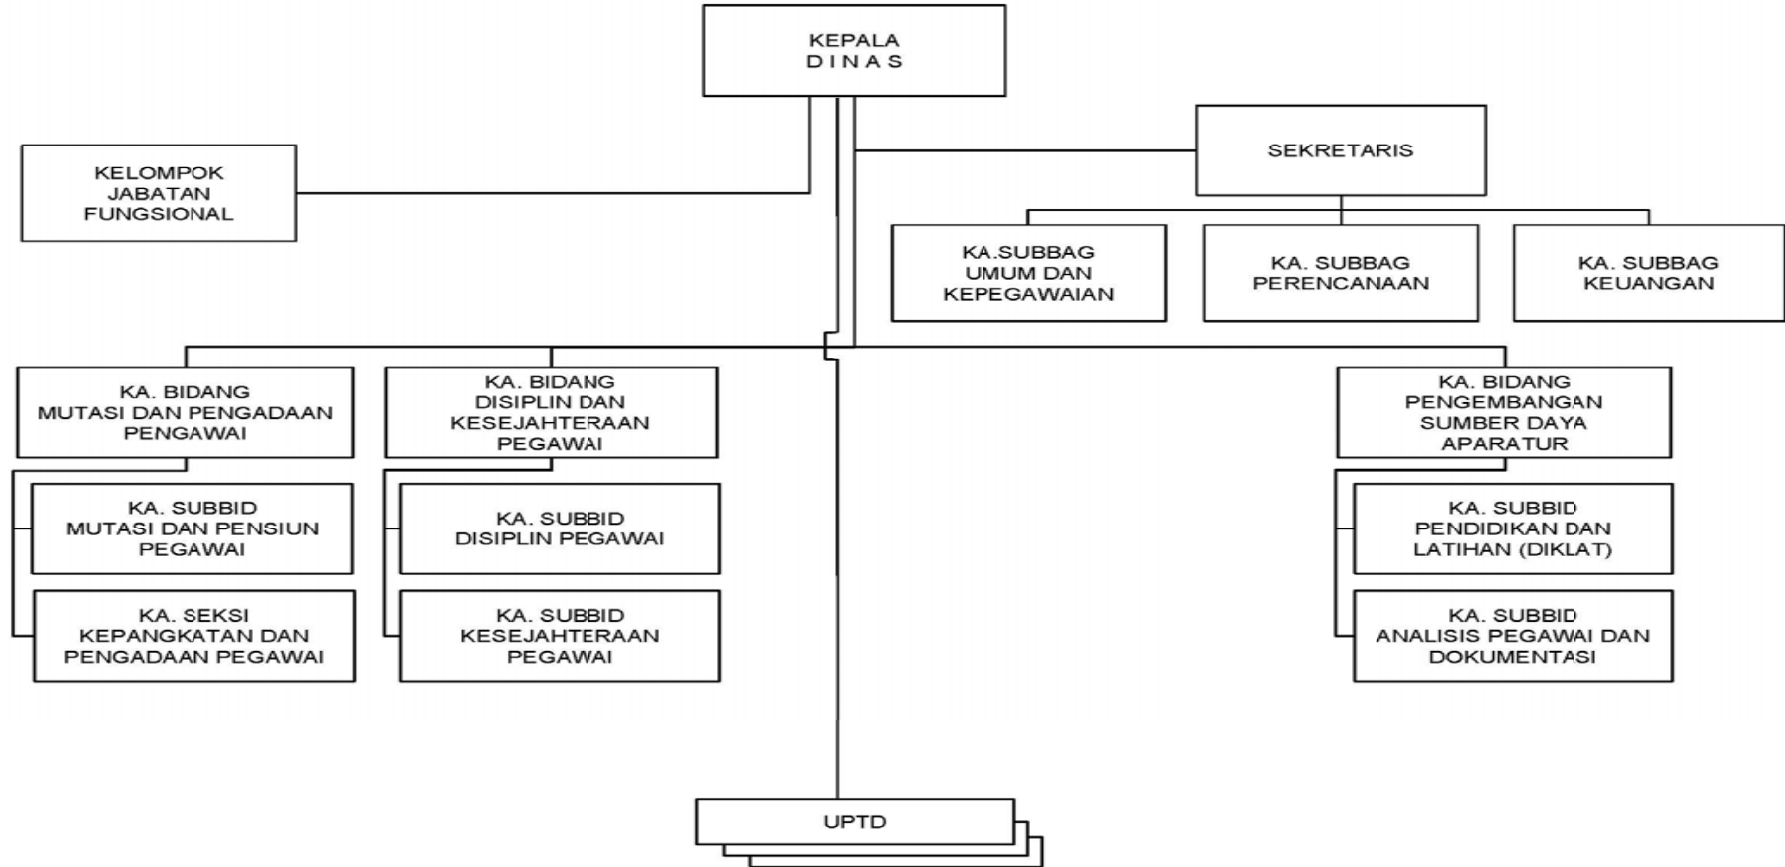 KEPALA
D I N A S
SEKRETARIS
KELOMPOK
JABATAN
FUNGSIONAL
KA.SUBBAG
UMUM DAN
KEPEGAWAIAN
KA. SUBBAG
PERENCANAAN
KA. SUBBAG
KEUANGAN
KA. BIDANG
MUTASI DAN PENGADAAN
PENGAWAI
KA. BIDANG
DISIPLIN DAN
KESEJAHTERAAN
PEGAWAI
KA. BIDANG
PENGEMBANGAN
SUMBER DAYA
APARATUR
KA. SUBBID
MUTASI DAN PENSIUN
PEGAWAI
KA. SUBBID
DISIPLIN PEGAWAI
KA. SUBBID
PENDIDIKAN DAN
LATIHAN (DIKLAT)
KA. SEKSI
KEPANGKATAN DAN
PENGADAAN PEGAWAI
KA. SUBBID
KESEJAHTERAAN
PEGAWAI
KA. SUBBID
ANALISIS PEGAWAI DAN
DOKUMENTASI
UPTD